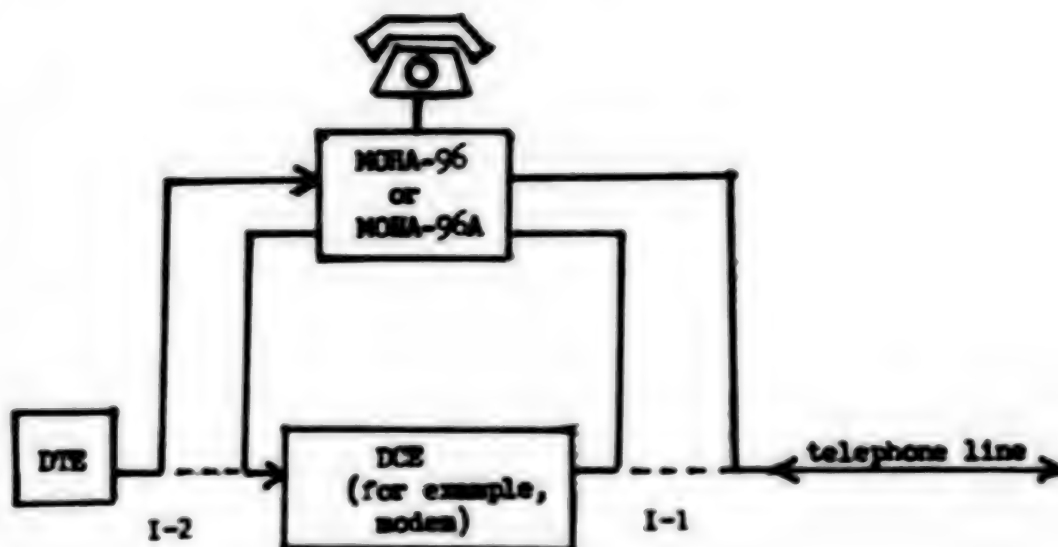 MOHA-96
or
MOHA-96A
DTE
DCE
(for example,
modem)
telephone line
I-2
I-1